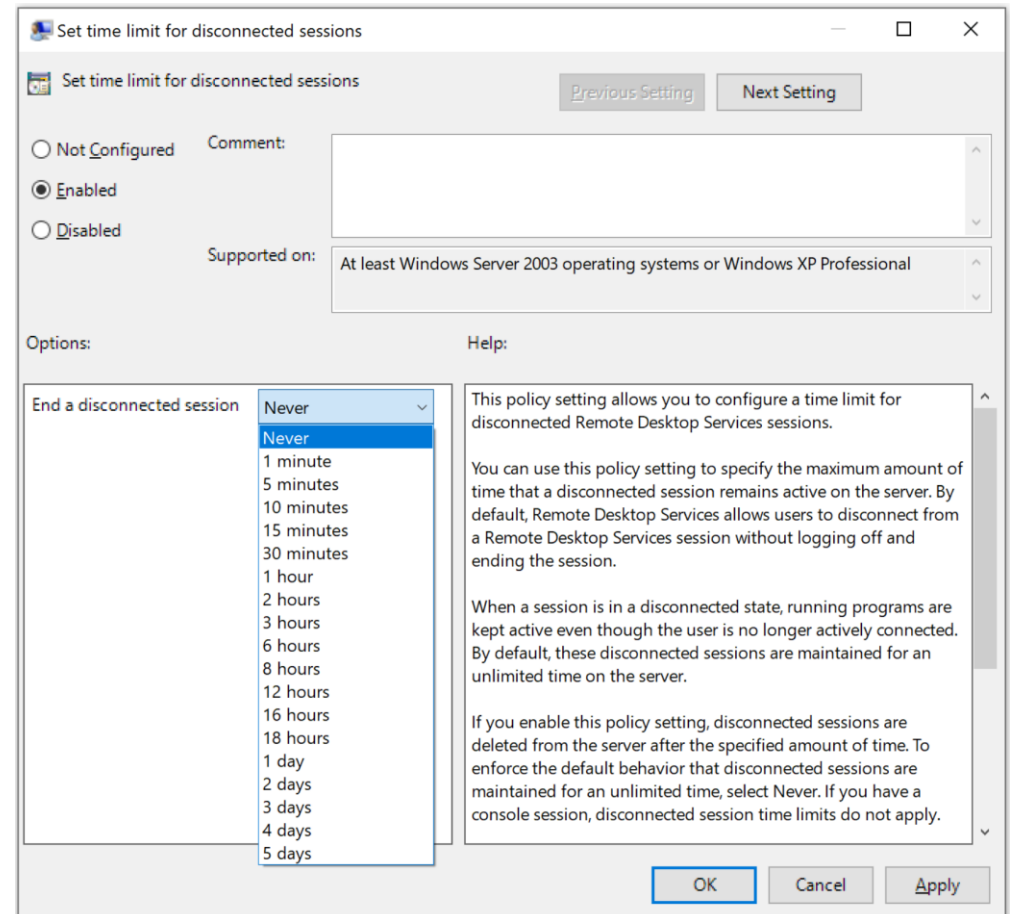 Set time limit for disconnected sessions
Set time limit for disconnected sessions
Previous Setting
Next Setting
Not Configured
Enabled
Disabled
Comment:
Supported on:
At least Windows Server 2003 operating systems or Windows XP Professional
Options:
Help:
End a disconnected session
Never
Never
1 minute
5 minutes
10 minutes
15 minutes
30 minutes
1 hour
2 hours
3 hours
6 hours
8 hours
12 hours
16 hours
18 hours
1 day
2 days
3 days
4 days
5 days
This policy setting allows you to configure a time limit for
disconnected Remote Desktop Services sessions.
You can use this policy setting to specify the maximum amount of
time that a disconnected session remains active on the server. By
default, Remote Desktop Services allows users to disconnect from
a Remote Desktop Services session without logging off and
ending the session.
When a session is in a disconnected state, running programs are
kept active even though the user is no longer actively connected.
By default, these disconnected sessions are maintained for an
unlimited time on the server.
If you enable this policy setting, disconnected sessions are
deleted from the server after the specified amount of time. To
enforce the default behavior that disconnected sessions are
maintained for an unlimited time, select Never. If you have a
console session, disconnected session time limits do not apply.
OK
Cancel
Apply